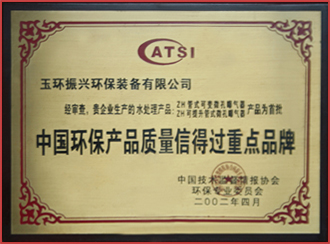 CATSI
玉环振兴环保装备有限公司
经审查，贵企业生产的水处理产品：ZH管式可变微孔曝气器
ZH可提升管式微孔曝气器 产品为首批
中国环保产品质量信得过重点品牌
中国技术监督情报协会
环保专业委员会
二〇〇二年四月